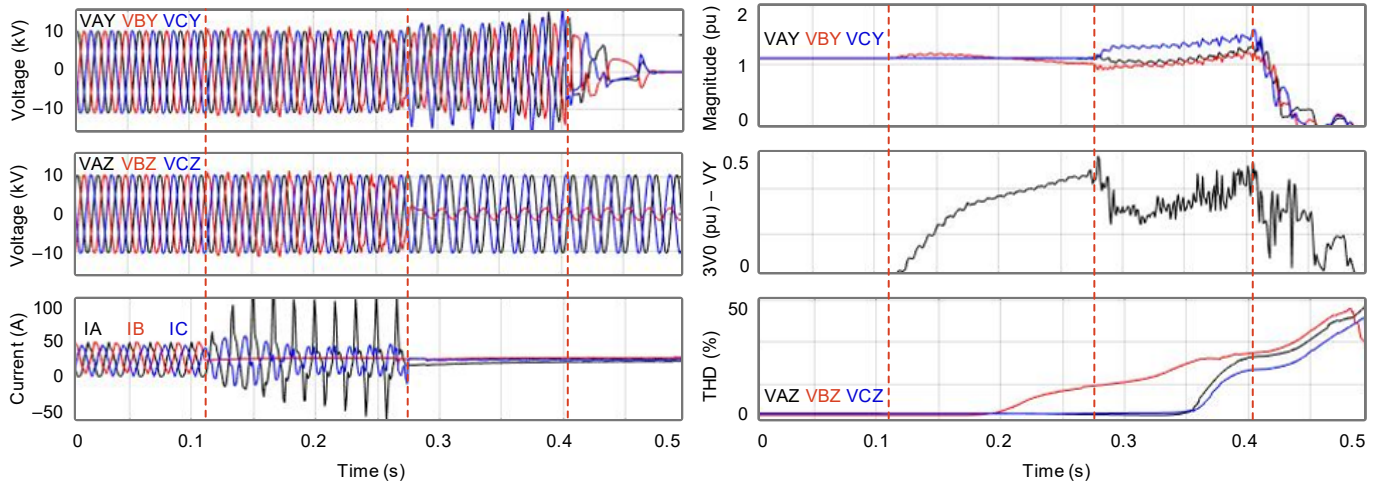 VAY VBY VCY
Voltage (kV)
10
0
–10
VAZ VBZ VCZ
Voltage (kV)
10
0
–10
IA IB IC
Current (A)
100
50
0
–50
0 0.1 0.2 0.3 0.4 0.5
Time (s)
VAY VBY VCY
Magnitude (pu)
2
1
0
3V0 (pu) – VY
0.5
0
VAZ VBZ VCZ
THD (%)
50
0
0 0.1 0.2 0.3 0.4 0.5
Time (s)